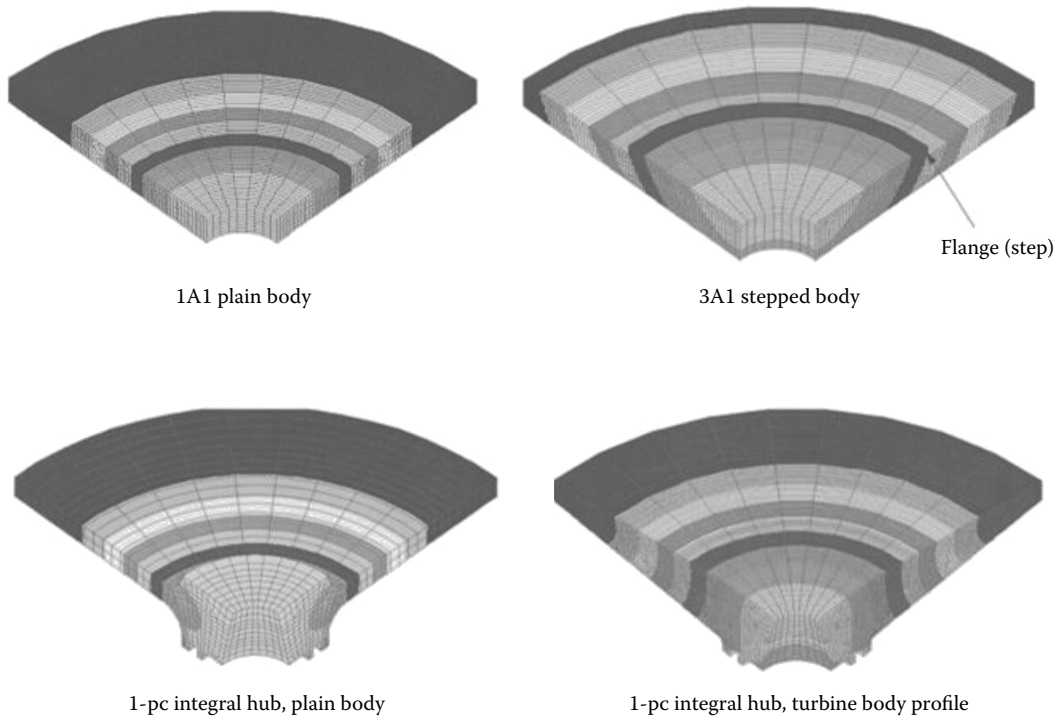 Flange (step)
1A1 plain body
3A1 stepped body
1-pc integral hub, plain body
1-pc integral hub, turbine body profile